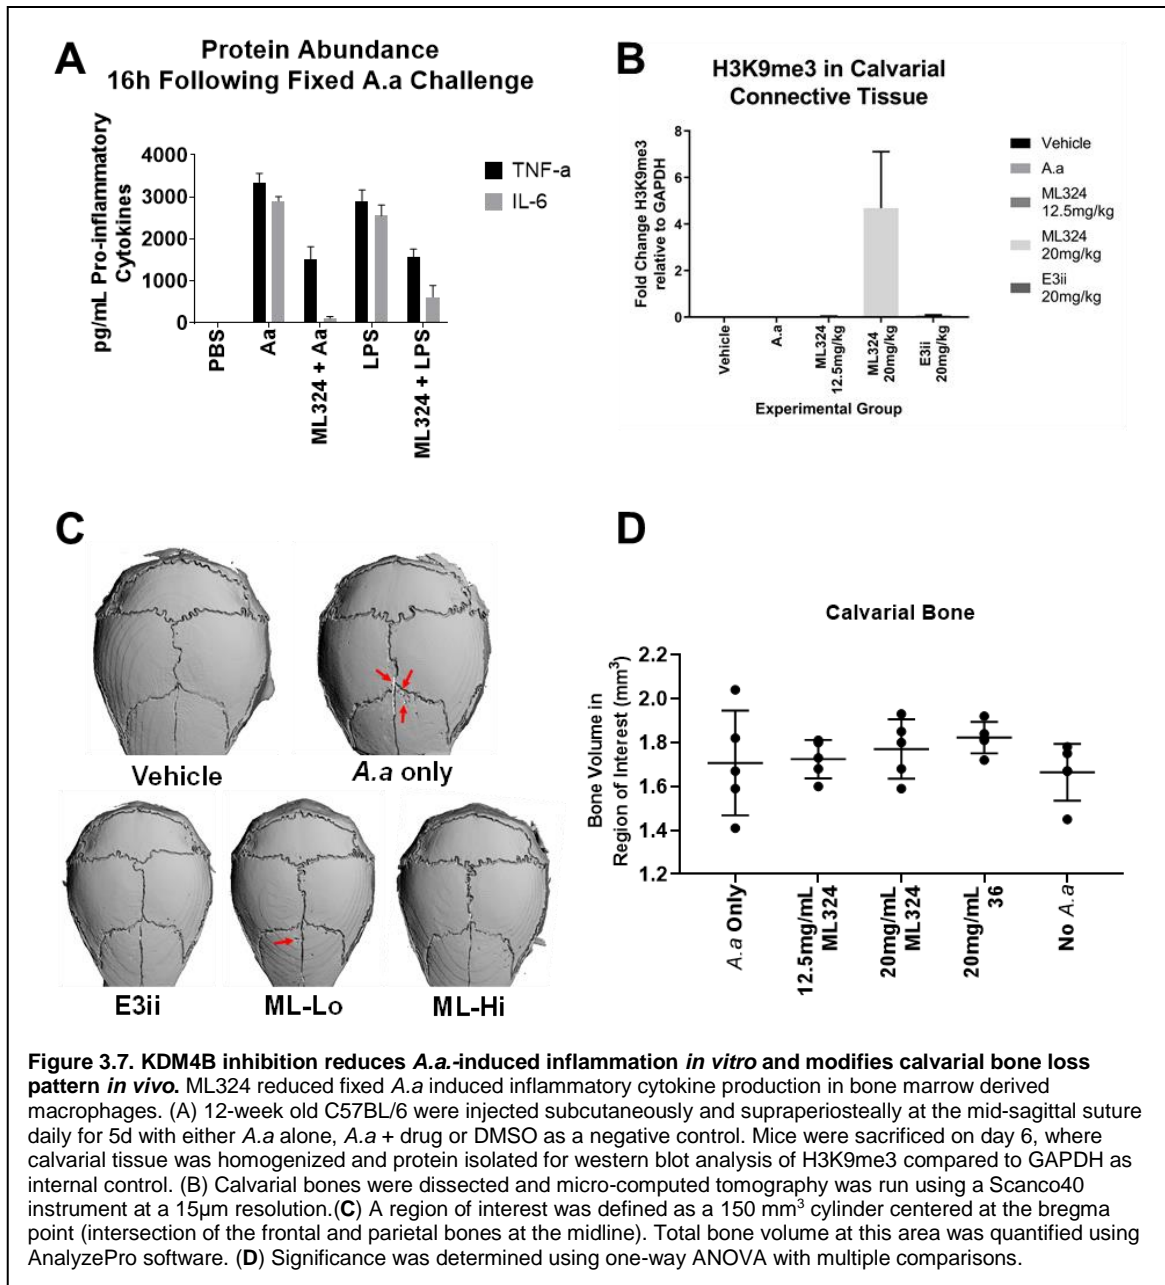 A
Protein Abundance
16h Following Fixed A.a Challenge
pg/mL Pro-inflammatory
Cytokines
4000
3000
2000
1000
0
PBS
Aa
ML324 + Aa
LPS
ML324 + LPS
TNF-a
IL-6
B
H3K9me3 in Calvarial
Connective Tissue
Fold Change H3K9me3
relative to GAPDH
8
6
4
2
0
Vehicle
A.a
ML324
12.5mg/kg
ML324
20mg/kg
E3ii
20mg/kg
Experimental Group
Vehicle
A.a
ML324
12.5mg/kg
ML324
20mg/kg
E3ii
20mg/kg
C
Vehicle
A.a only
E3ii
ML-Lo
ML-Hi
D
Calvarial Bone
Bone Volume in
Region of Interest (mm³)
2.2
2.0
1.8
1.6
1.4
1.2
A.a Only
12.5mg/mL
ML324
20mg/mL
ML324
20mg/mL
36
No A.a
Figure 3.7. KDM4B inhibition reduces A.a.-induced inflammation in vitro and modifies calvarial bone loss
pattern in vivo. ML324 reduced fixed A.a induced inflammatory cytokine production in bone marrow derived
macrophages. (A) 12-week old C57BL/6 were injected subcutaneously and supraperiosteally at the mid-sagittal suture
daily for 5d with either A.a alone, A.a + drug or DMSO as a negative control. Mice were sacrificed on day 6, where
calvarial tissue was homogenized and protein isolated for western blot analysis of H3K9me3 compared to GAPDH as
internal control. (B) Calvarial bones were dissected and micro-computed tomography was run using a Scanco40
instrument at a 15µm resolution.(C) A region of interest was defined as a 150 mm³ cylinder centered at the bregma
point (intersection of the frontal and parietal bones at the midline). Total bone volume at this area was quantified using
AnalyzePro software. (D) Significance was determined using one-way ANOVA with multiple comparisons.